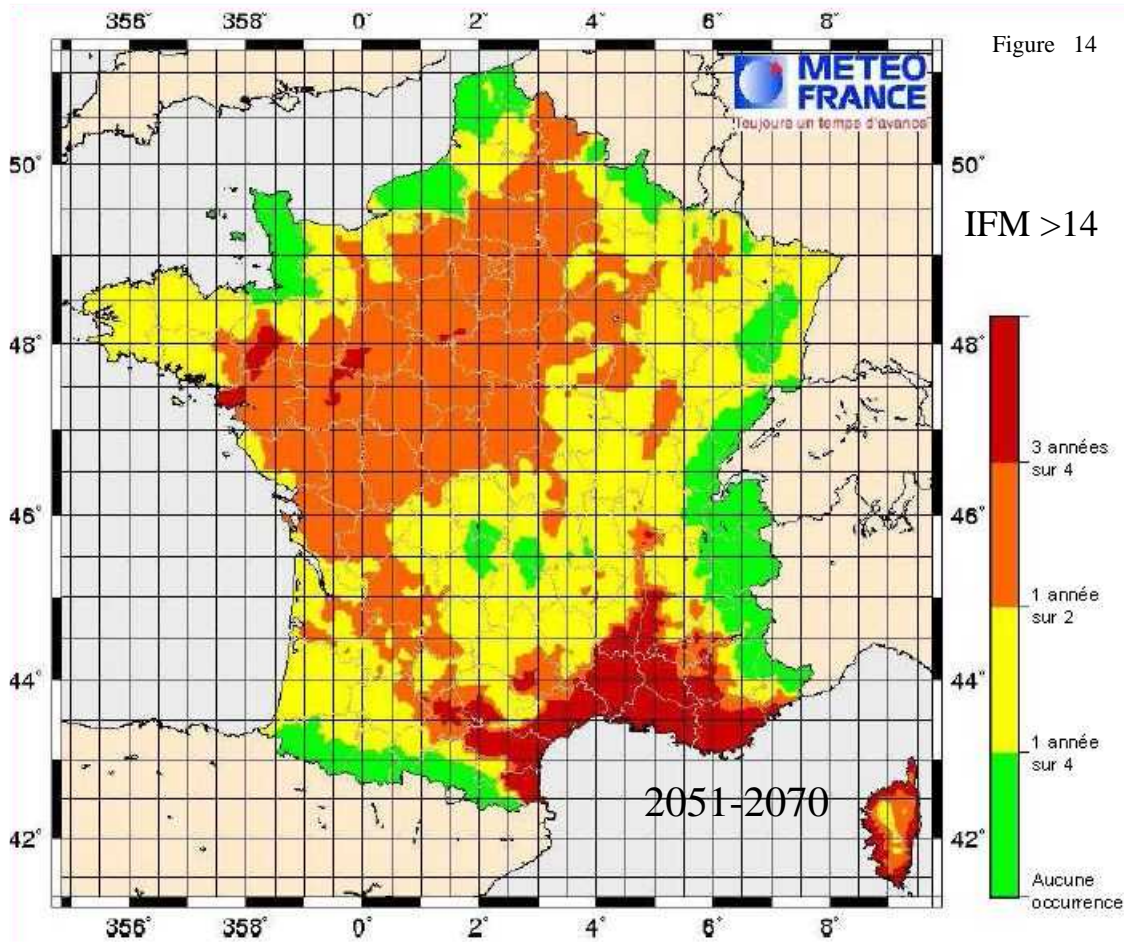 356° 358° 0° 2° 4° 6° 8°
Figure 14
METEO
FRANCE
Toujours un temps d'avance
50° 50°
IFM >14
48° 48°
3 années
sur 4
46° 46°
1 année
sur 2
44° 44°
1 année
sur 4
2051-2070
42° 42°
Aucune
occurrence
356° 358° 0° 2° 4° 6° 8°